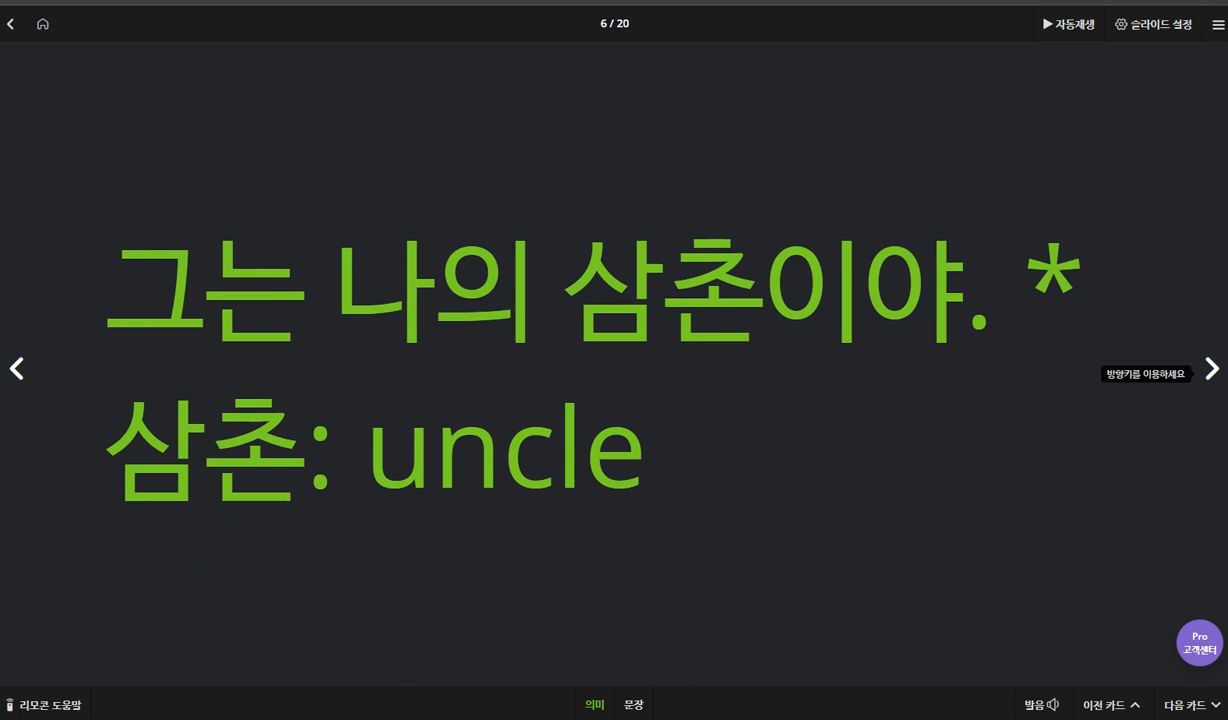 6 / 20
▶ 자동재생
슬라이드 설정
그는 나의 삼촌이야. *
삼촌: uncle
방향키를 이용하세요
Pro
고객센터
리모콘 도움말
의미
문장
발음
이전 카드
다음 카드